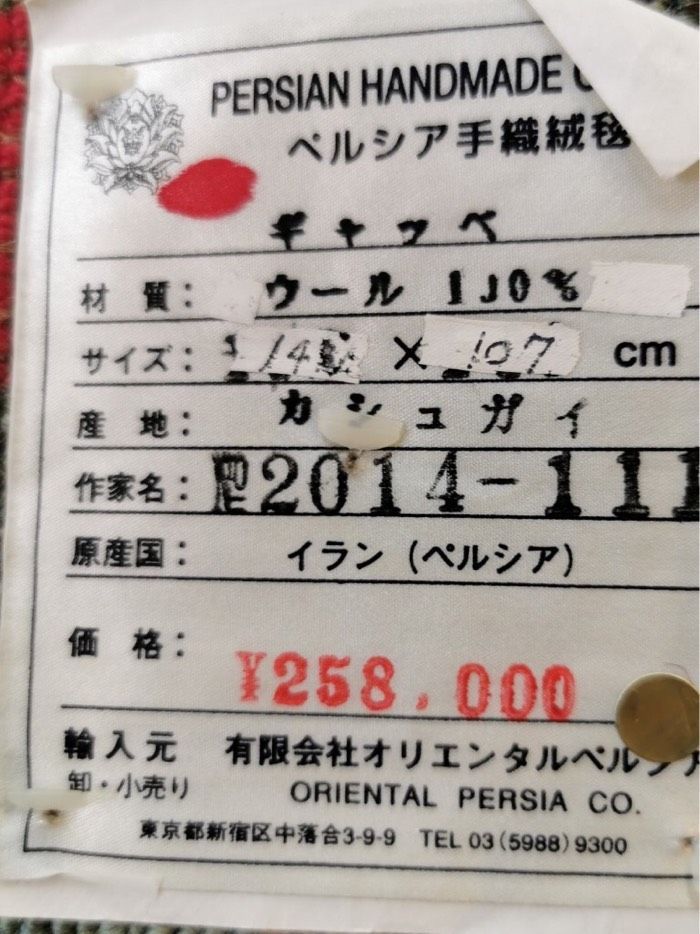 PERSIAN HANDMADE
ペルシア手織絨毯
ギャッベ
材 質： ウール 100%
サイズ： × 107 cm
産 地： カシュガイ
作家名： 2014-111
原産国： イラン（ペルシア）
価 格： ¥258,000
輸入元 有限会社オリエンタルペルシア
卸・小売り ORIENTAL PERSIA CO.
東京都新宿区中落合3-9-9 TEL 03(5988)9300